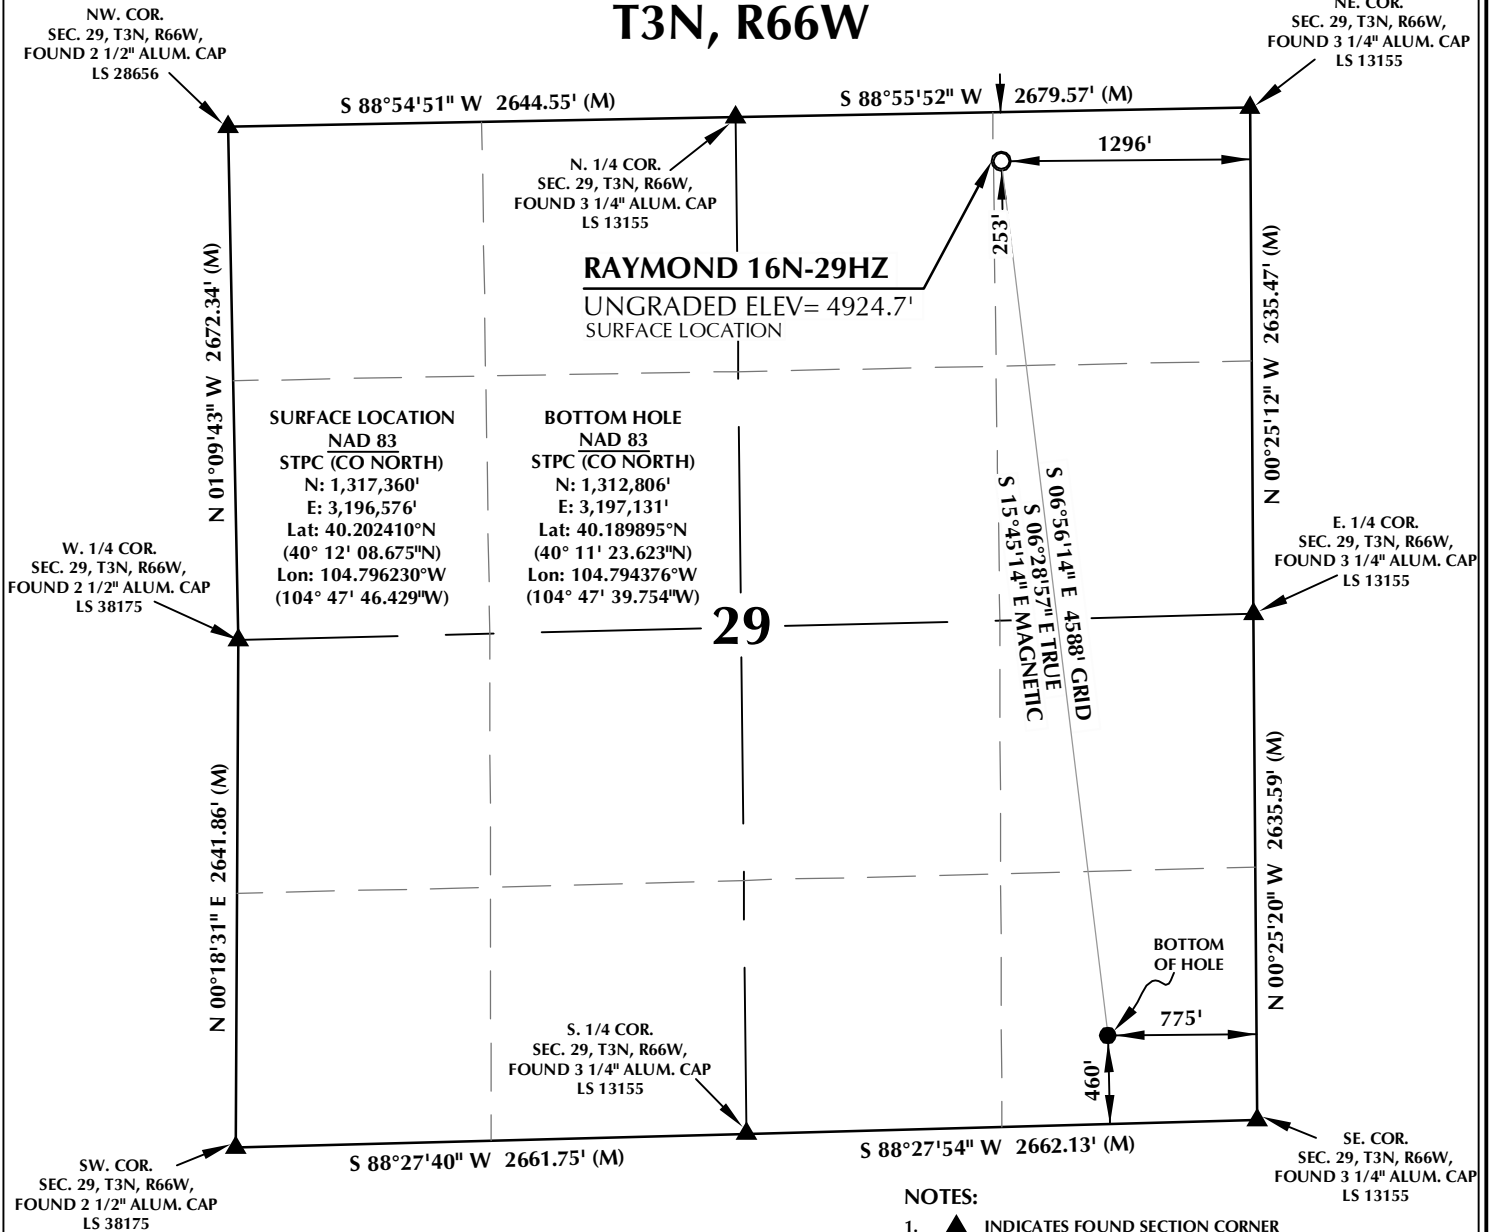 T3N, R66W
NW. COR.
SEC. 29, T3N, R66W,
FOUND 2 1/2" ALUM. CAP
LS 28656
NE. COR.
SEC. 29, T3N, R66W,
FOUND 3 1/4" ALUM. CAP
LS 13155
S 88°54'51" W 2644.55' (M)
S 88°55'52" W 2679.57' (M)
1296'
N. 1/4 COR.
SEC. 29, T3N, R66W,
FOUND 3 1/4" ALUM. CAP
LS 13155
253'
RAYMOND 16N-29HZ
UNGRADED ELEV= 4924.7'
SURFACE LOCATION
N 01°09'43" W 2672.34' (M)
N 00°25'12" W 2635.47' (M)
SURFACE LOCATION
NAD 83
STPC (CO NORTH)
N: 1,317,360'
E: 3,196,576'
Lat: 40.202410°N
(40° 12' 08.675"N)
Lon: 104.796230°W
(104° 47' 46.429"W)
BOTTOM HOLE
NAD 83
STPC (CO NORTH)
N: 1,312,806'
E: 3,197,131'
Lat: 40.189895°N
(40° 11' 23.623"N)
Lon: 104.794376°W
(104° 47' 39.754"W)
S 06°56'14" E 4588' GRID
S 06°28'57" E TRUE
S 15°45'14" E MAGNETIC
W. 1/4 COR.
SEC. 29, T3N, R66W,
FOUND 2 1/2" ALUM. CAP
LS 38175
E. 1/4 COR.
SEC. 29, T3N, R66W,
FOUND 3 1/4" ALUM. CAP
LS 13155
29
N 00°18'31" E 2641.86' (M)
N 00°25'20" W 2635.59' (M)
BOTTOM
OF HOLE
775'
460'
S. 1/4 COR.
SEC. 29, T3N, R66W,
FOUND 3 1/4" ALUM. CAP
LS 13155
S 88°27'40" W 2661.75' (M)
S 88°27'54" W 2662.13' (M)
SW. COR.
SEC. 29, T3N, R66W,
FOUND 2 1/2" ALUM. CAP
LS 38175
SE. COR.
SEC. 29, T3N, R66W,
FOUND 3 1/4" ALUM. CAP
LS 13155
NOTES:
1. ▲ INDICATES FOUND SECTION CORNER